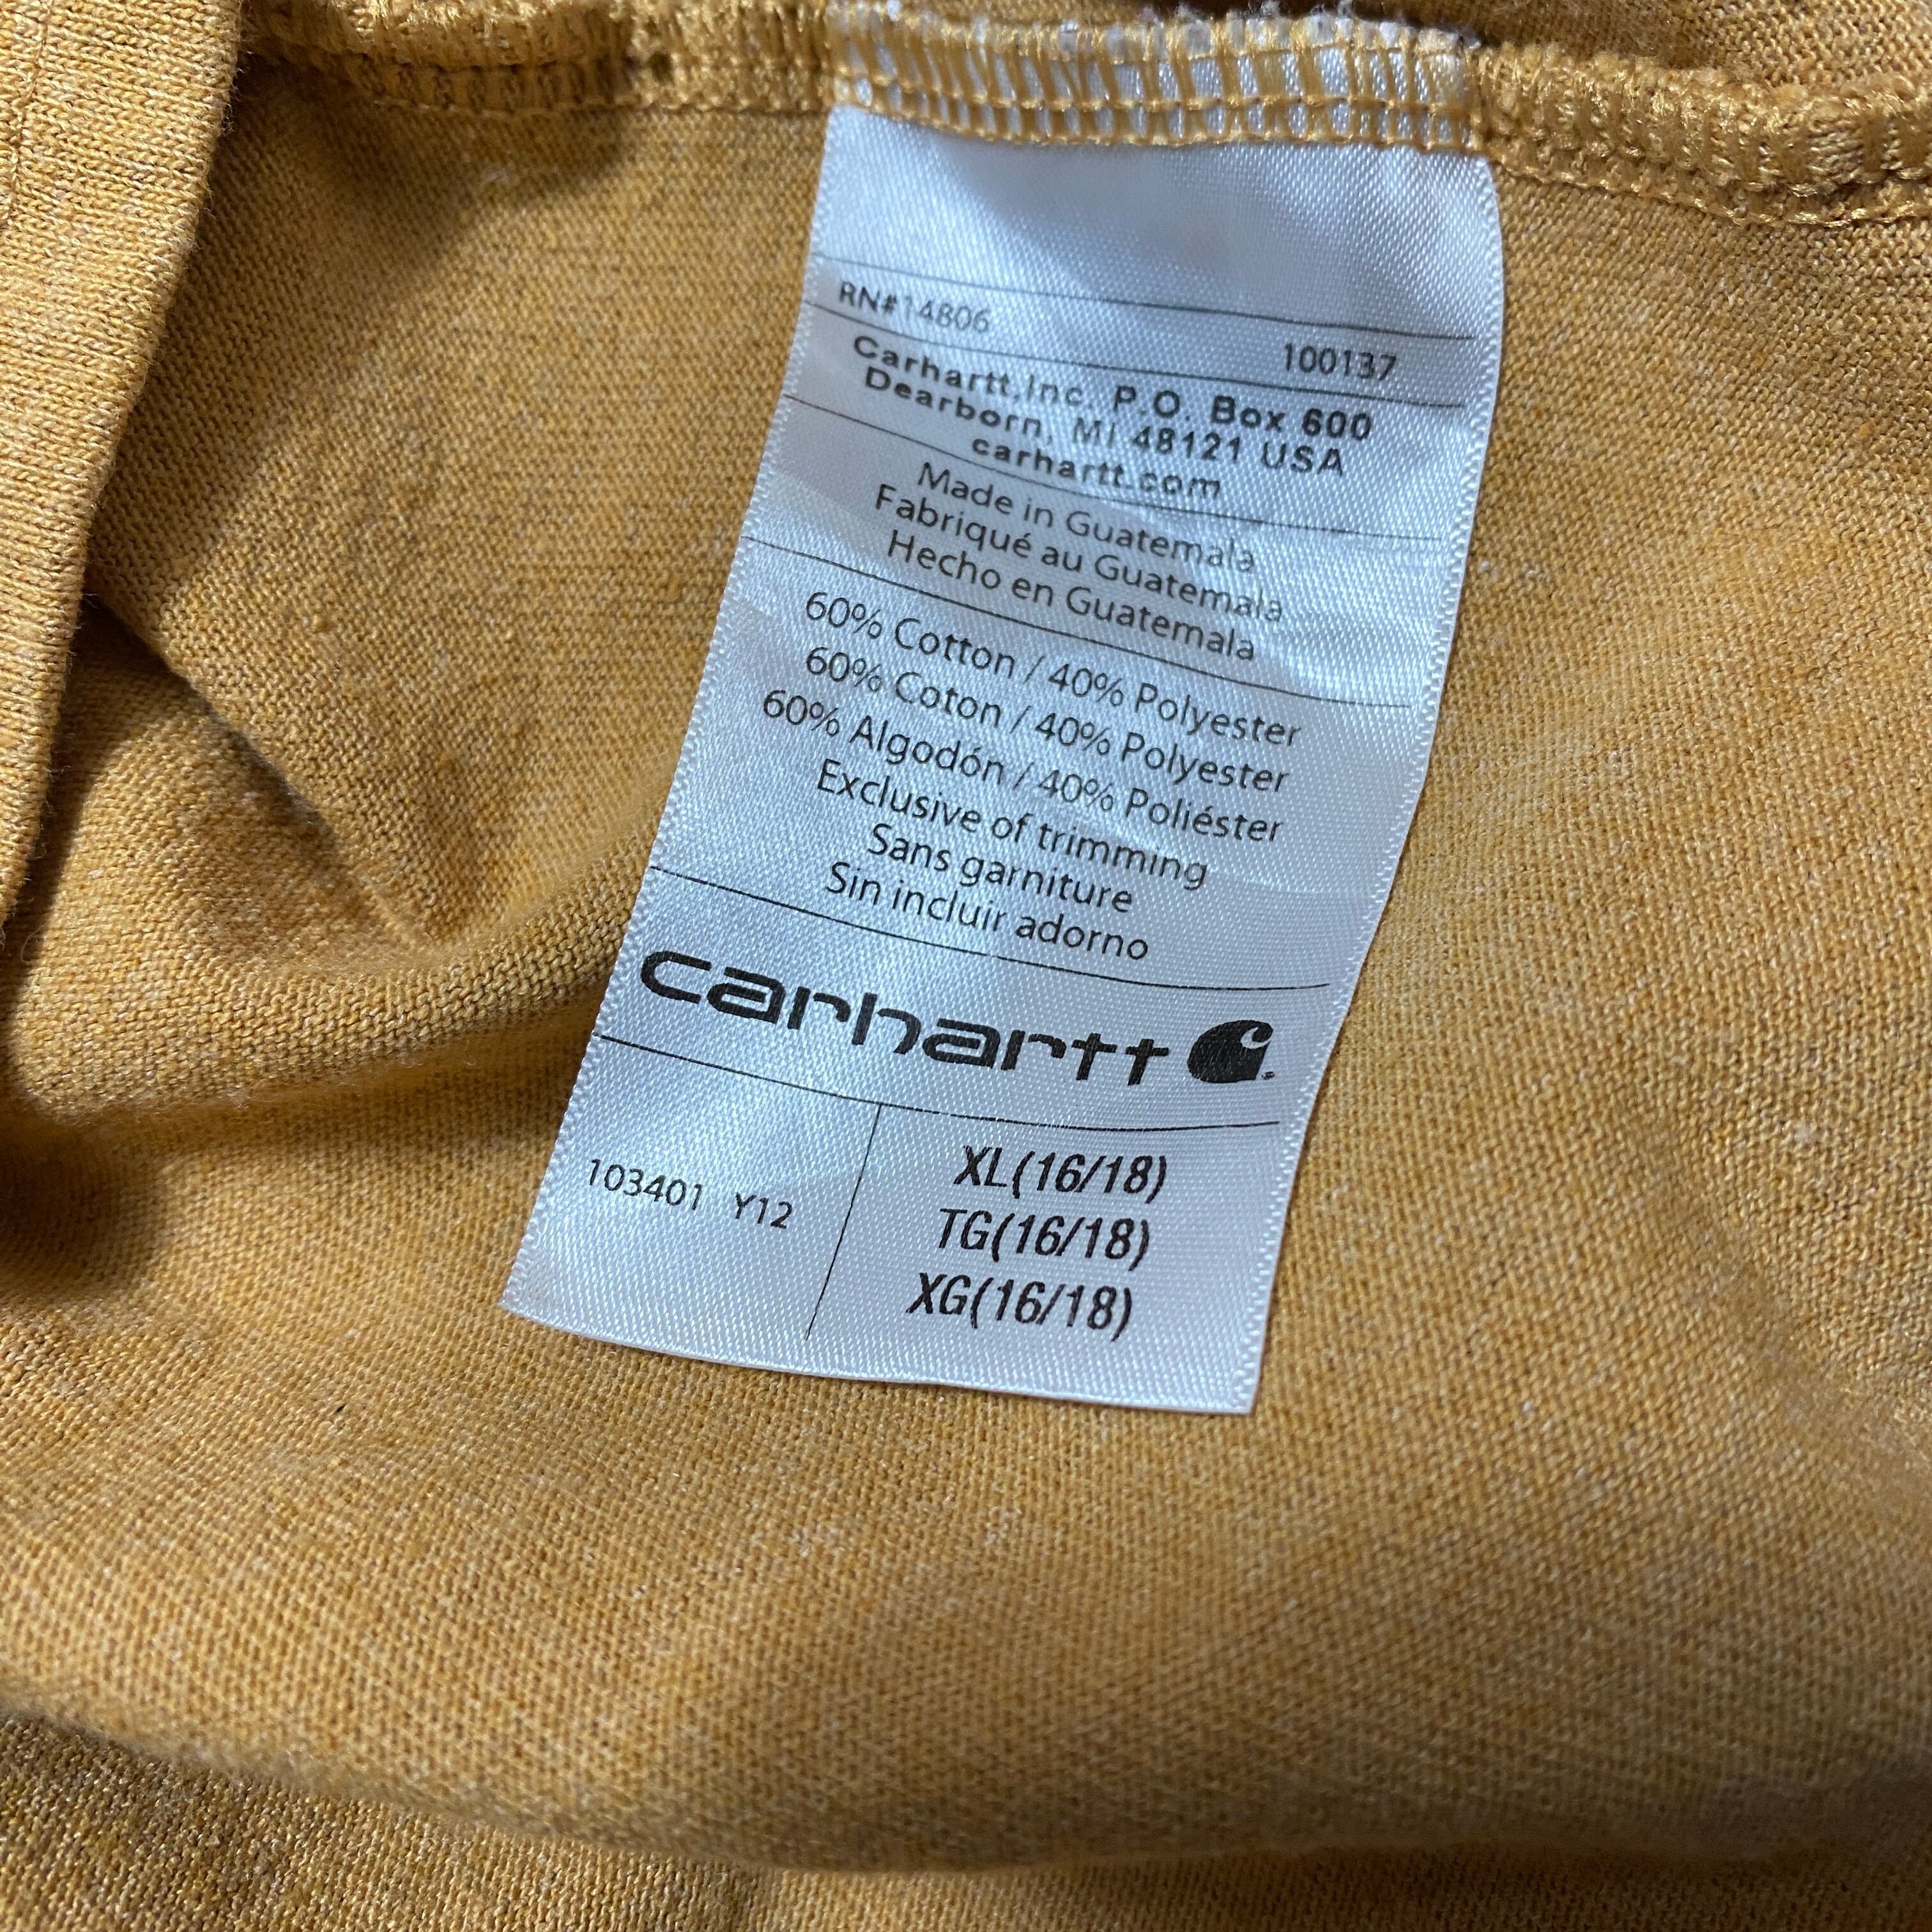 RN#14806
100137
Carhartt,Inc. P.O. Box 600
Dearborn, MI 48121 USA
carhartt.com
Made in Guatemala
Fabriqué au Guatemala
Hecho en Guatemala
60% Cotton / 40% Polyester
60% Coton / 40% Polyester
60% Algodón / 40% Poliéster
Exclusive of trimming
Sans garniture
Sin incluir adorno
carhartt
103401 Y12
XL(16/18)
TG(16/18)
XG(16/18)